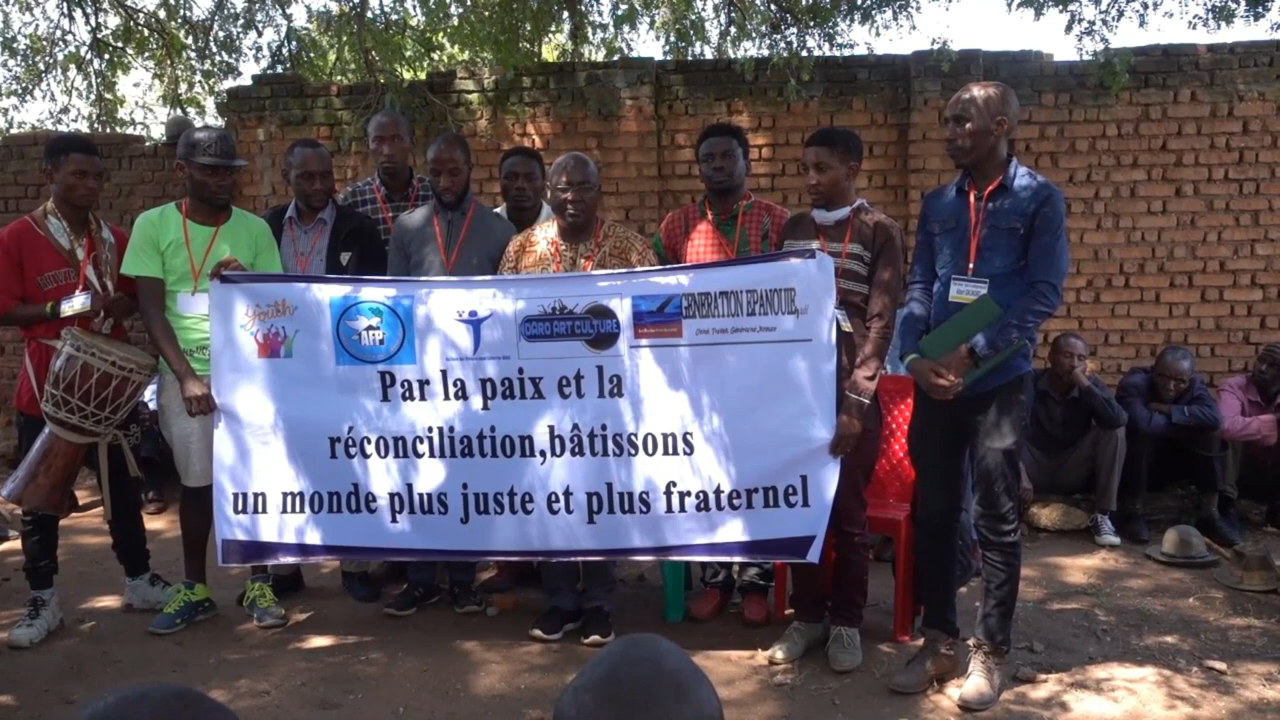 Youth
AFP
DARO ART CULTURE
GENERATION EPANOUIE
Par la paix et la
réconciliation,bâtissons
un monde plus juste et plus fraternel